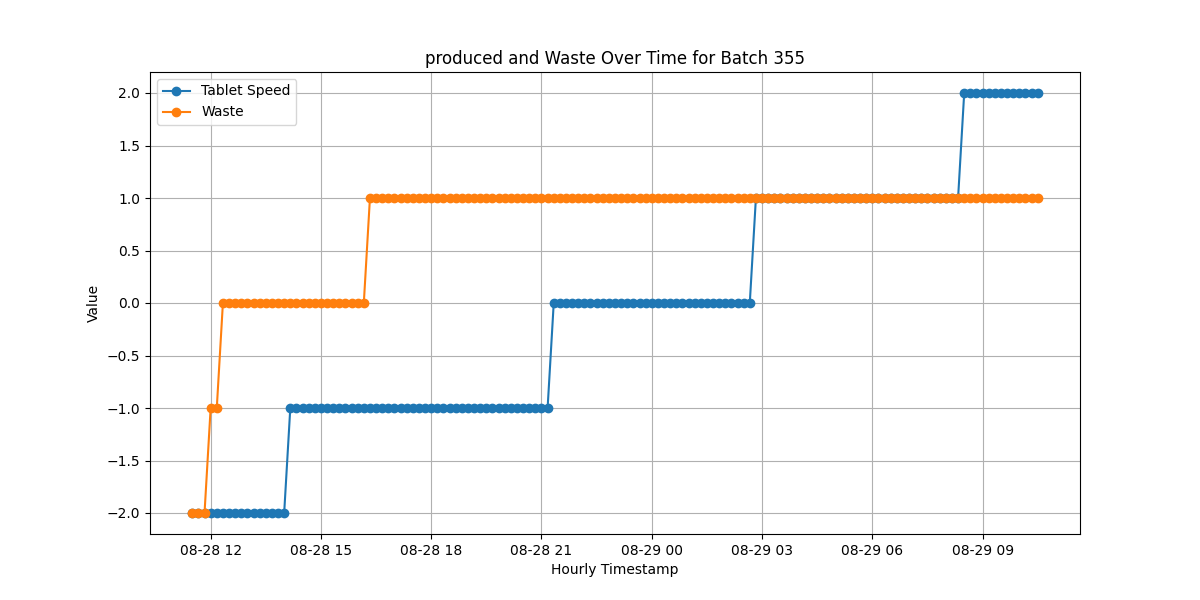 produced and Waste Over Time for Batch 355
Tablet Speed
Waste
2.0
1.5
1.0
0.5
0.0
−0.5
−1.0
−1.5
−2.0
Value
08-28 12 08-28 15 08-28 18 08-28 21 08-29 00 08-29 03 08-29 06 08-29 09
Hourly Timestamp